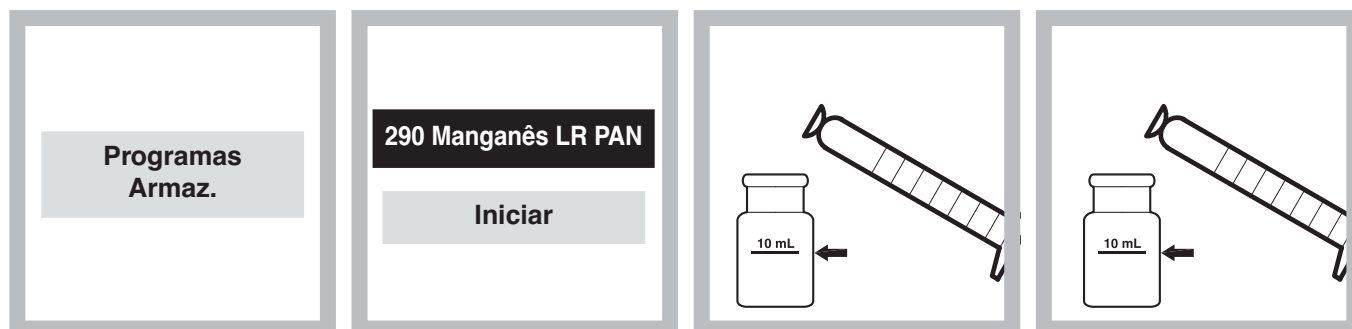 Programas
Armaz.
290 Manganês LR PAN
Iniciar
10 mL
10 mL